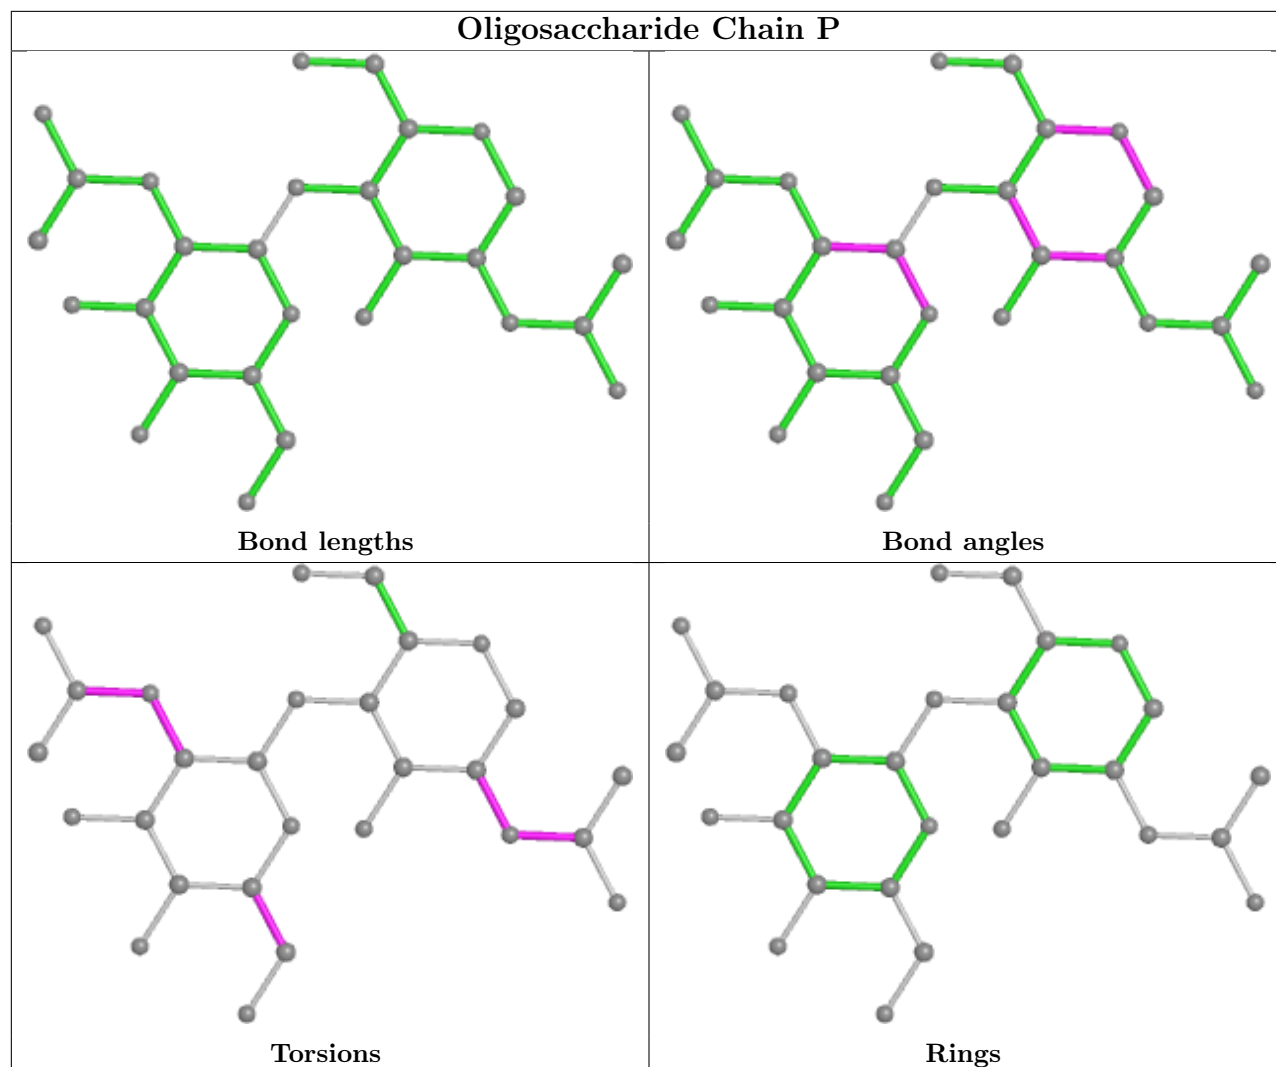 Oligosaccharide Chain P
Bond lengths
Bond angles
Torsions
Rings